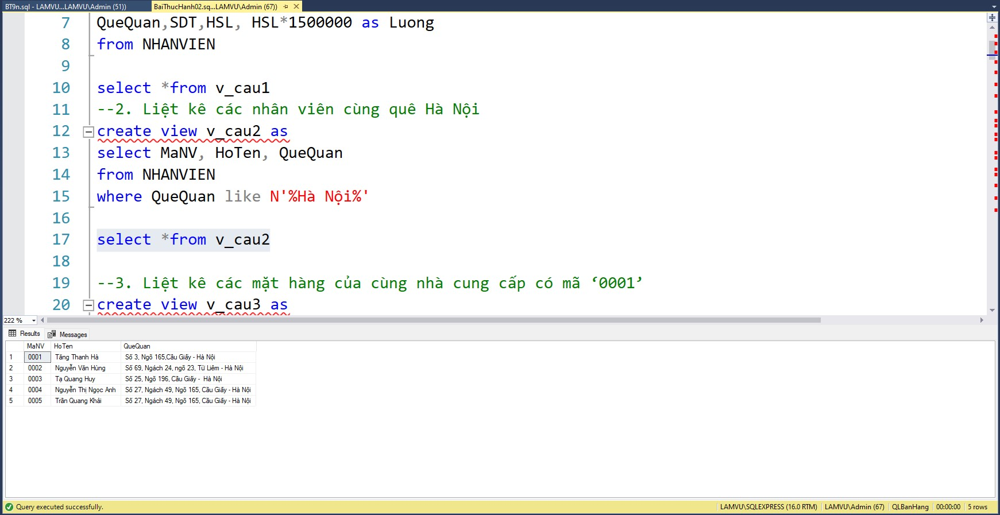 BT9n.sql - LAMVU...LAMVU\Admin (51))
BaiThucHanh02.sq...LAMVU\Admin (67))
7 QueQuan,SDT,HSL, HSL*1500000 as Luong
8 from NHANVIEN
9
10 select *from v_cau1
11 --2. Liệt kê các nhân viên cùng quê Hà Nội
12 create view v_cau2 as
13 select MaNV, HoTen, QueQuan
14 from NHANVIEN
15 where QueQuan like N'%Hà Nội%'
16
17 select *from v_cau2
18
19 --3. Liệt kê các mặt hàng của cùng nhà cung cấp có mã ‘0001’
20 create view v_cau3 as
222 %
Results Messages
MaNV HoTen QueQuan
1 0001 Tăng Thanh Hà Số 3, Ngõ 165,Cầu Giấy - Hà Nội
2 0002 Nguyễn Văn Hùng Số 69, Ngách 24, ngõ 23, Từ Liêm - Hà Nội
3 0003 Tạ Quang Huy Số 25, Ngõ 196, Cầu Giấy -  Hà Nội
4 0004 Nguyễn Thị Ngọc Anh Số 27, Ngách 49, Ngõ 165, Cầu Giấy - Hà Nội
5 0005 Trần Quang Khải Số 27, Ngách 49, Ngõ 165, Cầu Giấy - Hà Nội
Query executed successfully.
LAMVU\SQLEXPRESS (16.0 RTM) LAMVU\Admin (67) QLBanHang 00:00:00 5 rows